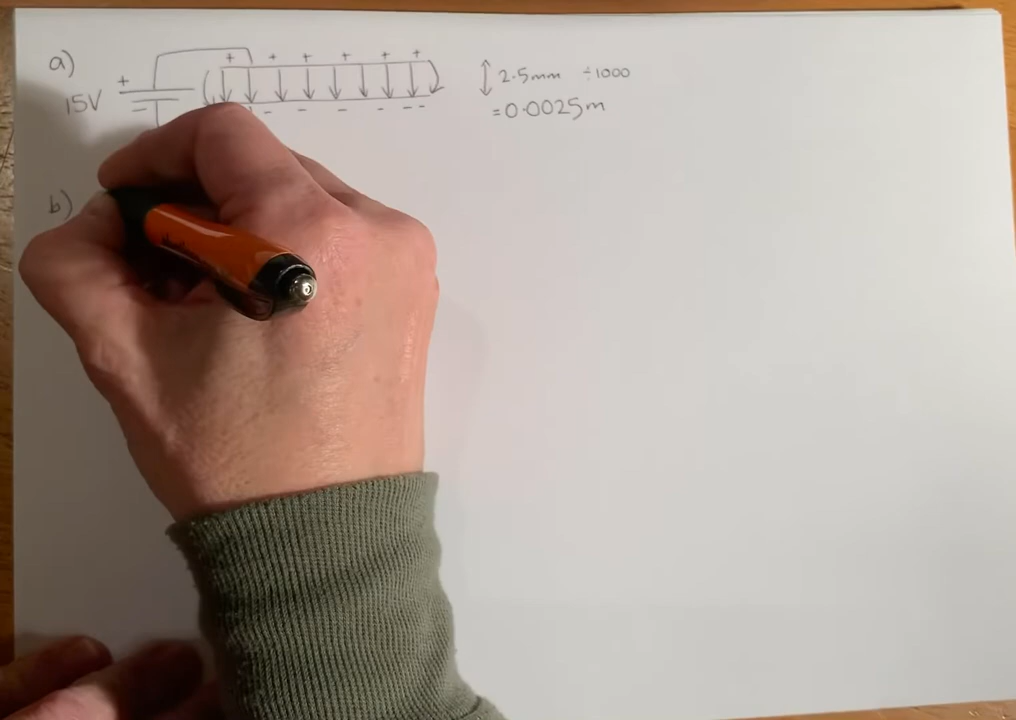 a)
+ + + + + +
+
15V
- - - - - -
2.5mm ÷1000
=0.0025m
b)